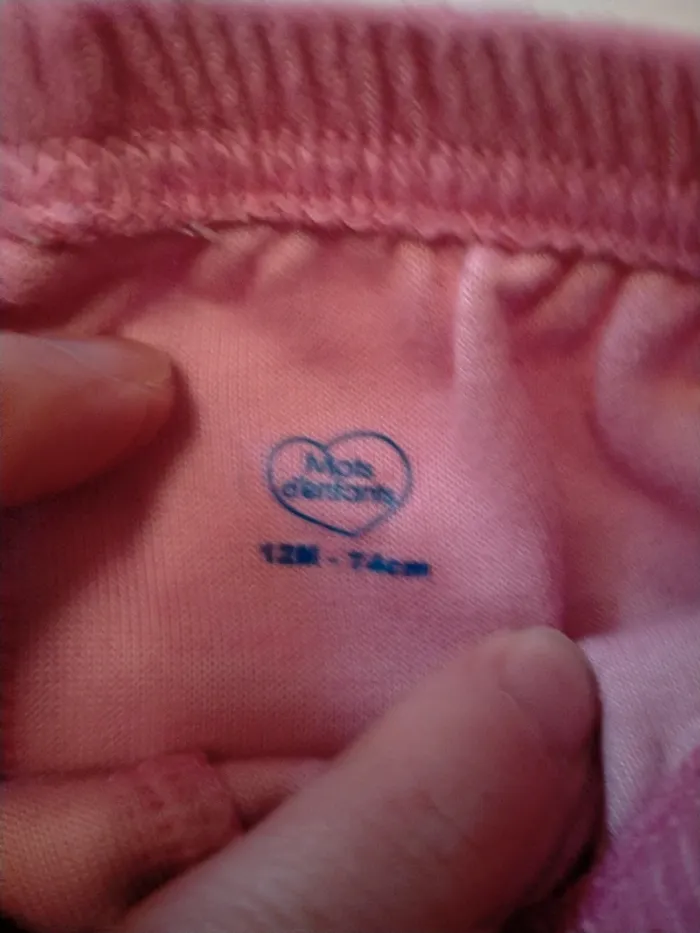 Mots
d'enfants
12M - 74cm